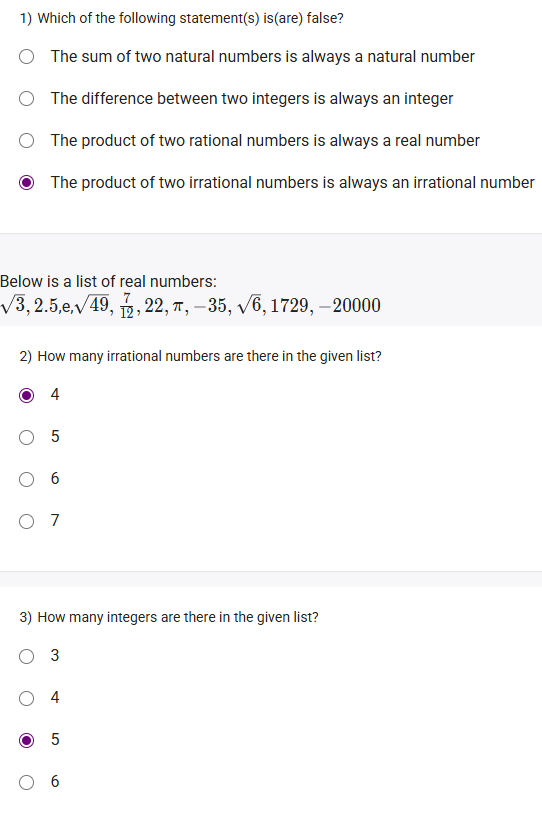 1) Which of the following statement(s) is(are) false?
The sum of two natural numbers is always a natural number
The difference between two integers is always an integer
The product of two rational numbers is always a real number
The product of two irrational numbers is always an irrational number
Below is a list of real numbers:
√3, 2.5,e,√49, 7/12, 22, π, −35, √6, 1729, −20000
2) How many irrational numbers are there in the given list?
4
5
6
7
3) How many integers are there in the given list?
3
4
5
6